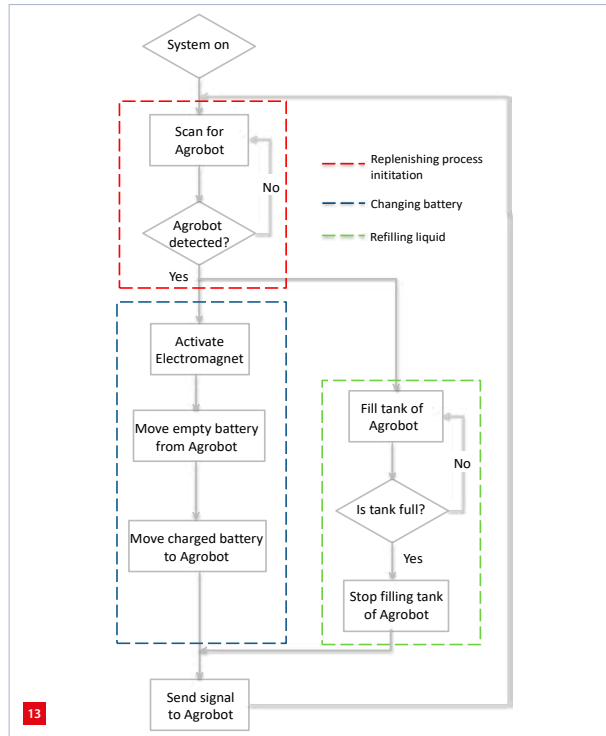 System on
Scan for
Agrobot
No
Agrobot
detected?
Yes
Replenishing process
inititation
Changing battery
Refilling liquid
Activate
Electromagnet
Move empty battery
from Agrobot
Move charged battery
to Agrobot
Fill tank of
Agrobot
No
Is tank full?
Yes
Stop filling tank
of Agrobot
Send signal
to Agrobot
13